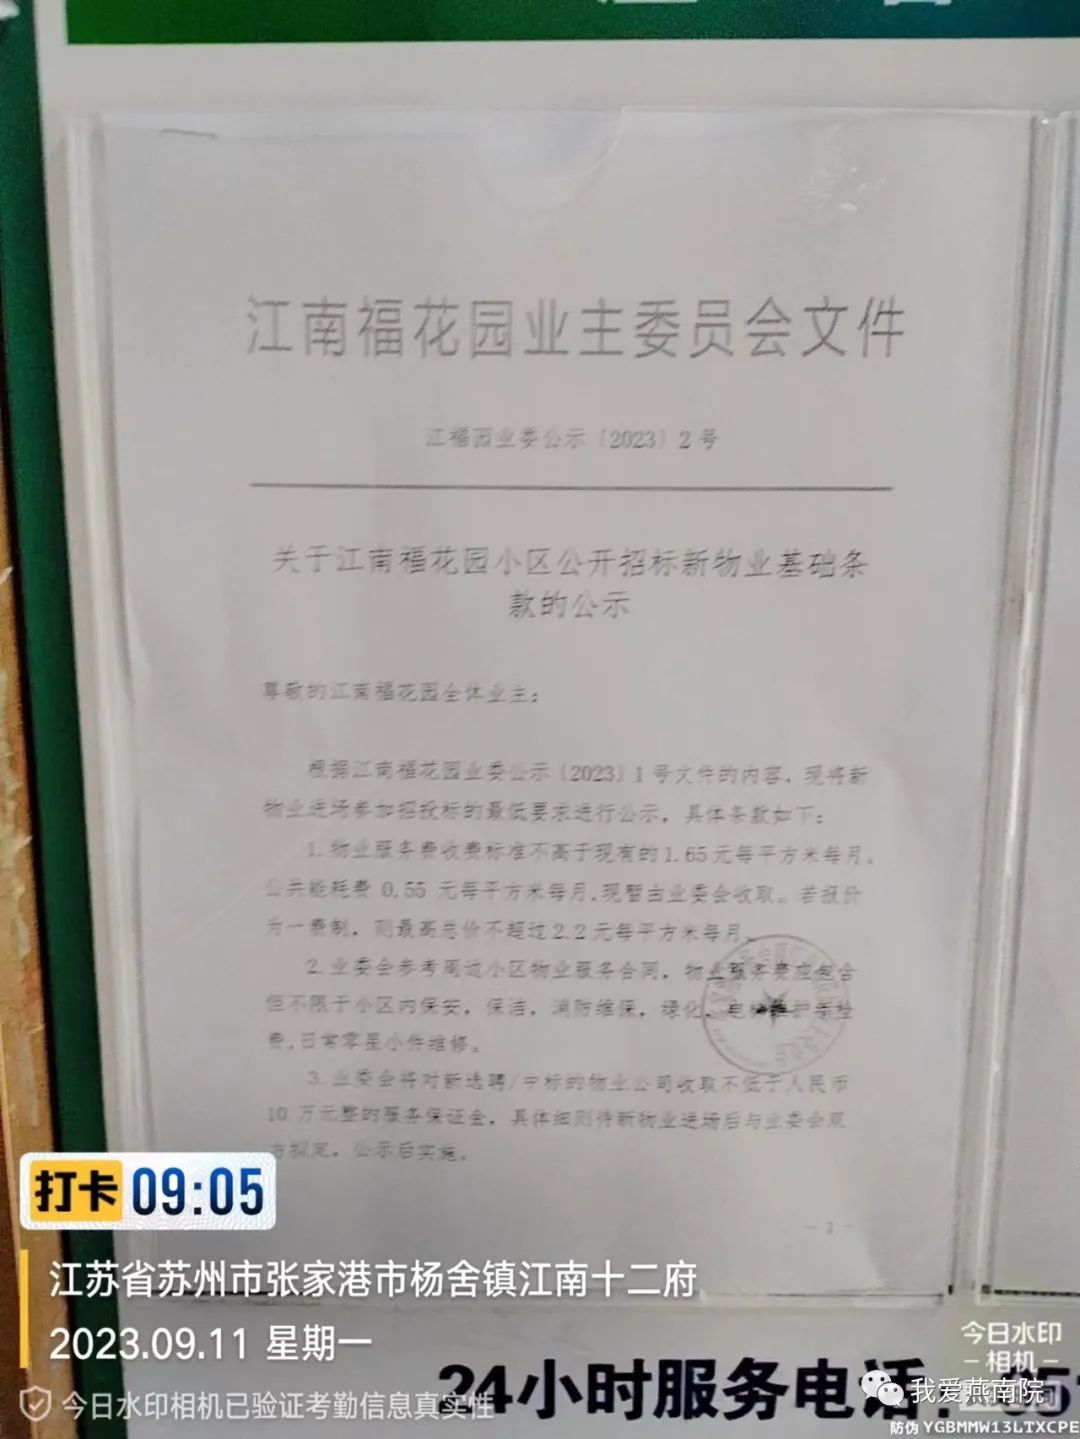 江南福花园业主委员会文件
江福园业委公示〔2023〕2号
关于江南福花园小区公开招标新物业基础条
款的公示
尊敬的江南福花园全体业主：
根据江南福花园业委公示〔2023〕1号文件的内容，现将新
物业进场参加招投标的最低要求进行公示，具体条款如下：
1.物业服务费收费标准不高于现有的1.65元每平方米每月，
公共能耗费 0.55 元每平方米每月,现暂由业委会收取。若报价
为一费制，则最高总价不超过2.2元每平方米每月。
2.业委会参考周边小区物业服务合同，物业服务费应包含
但不限于小区内保安，保洁，消防维保，绿化，电梯维护年检
费,日常零星小件维修。
3.业委会将对新选聘/中标的物业公司收取不低于人民币
10万元整的服务保证金，具体细则待新物业进场后与业委会双
方拟定，公示后实施。
- 1 -
打卡 09:05
江苏省苏州市张家港市杨舍镇江南十二府
2023.09.11 星期一
今日水印相机已验证考勤信息真实性
24小时服务电话:
今日水印
-相机-
我爱燕南院
防伪 YGBMMW13LTXCPE